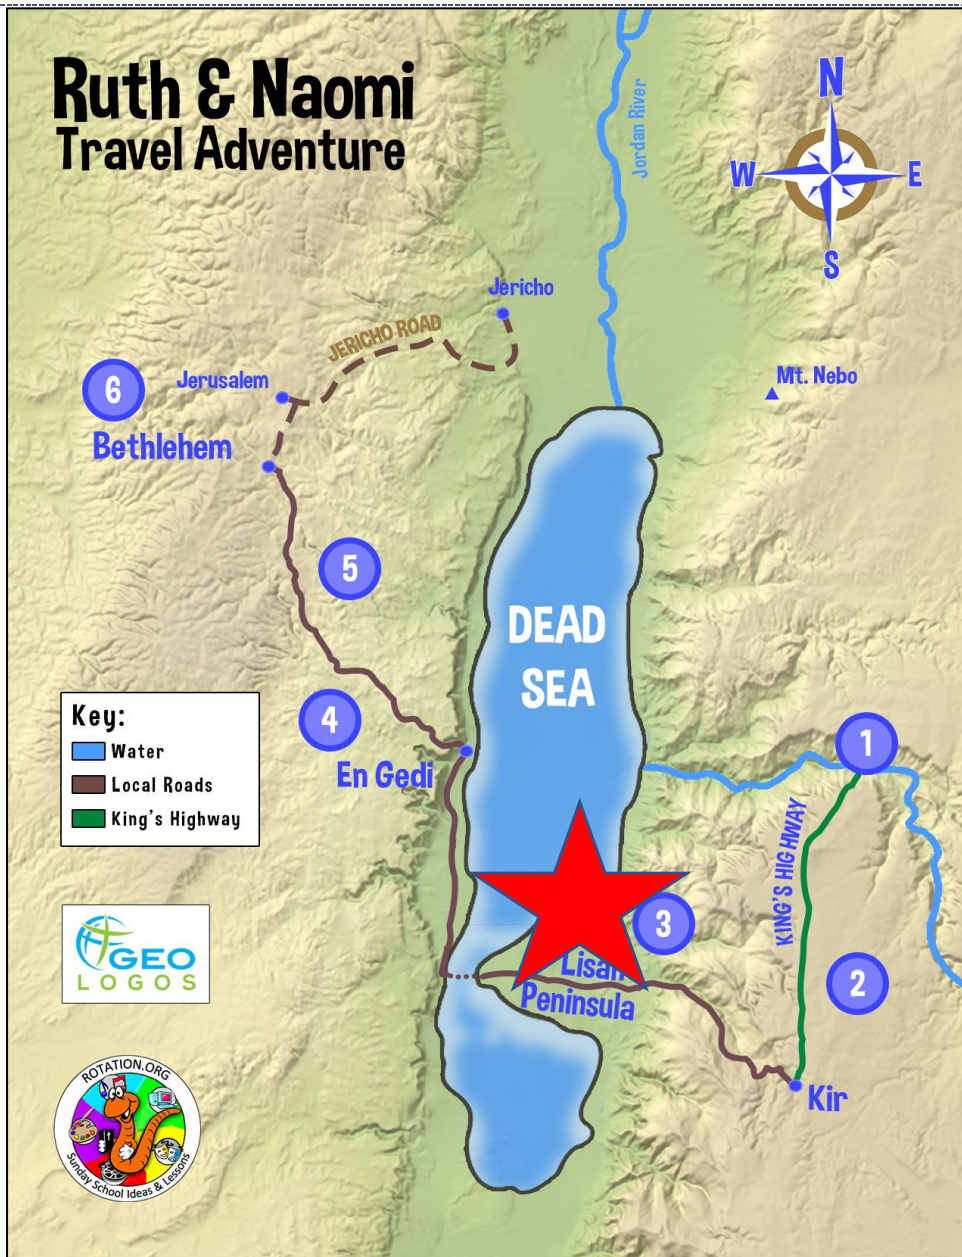 Ruth & Naomi
Travel Adventure
N
W
E
S
Jordan River
Jericho
JERICHO ROAD
Mt. Nebo
6
Jerusalem
Bethlehem
5
DEAD
SEA
Key:
Water
Local Roads
King's Highway
4
En Gedi
1
KING'S HIGHWAY
3
2
Lisan
Peninsula
Kir
GEO
LOGOS
ROTATION.ORG
Sunday School Ideas & Lessons